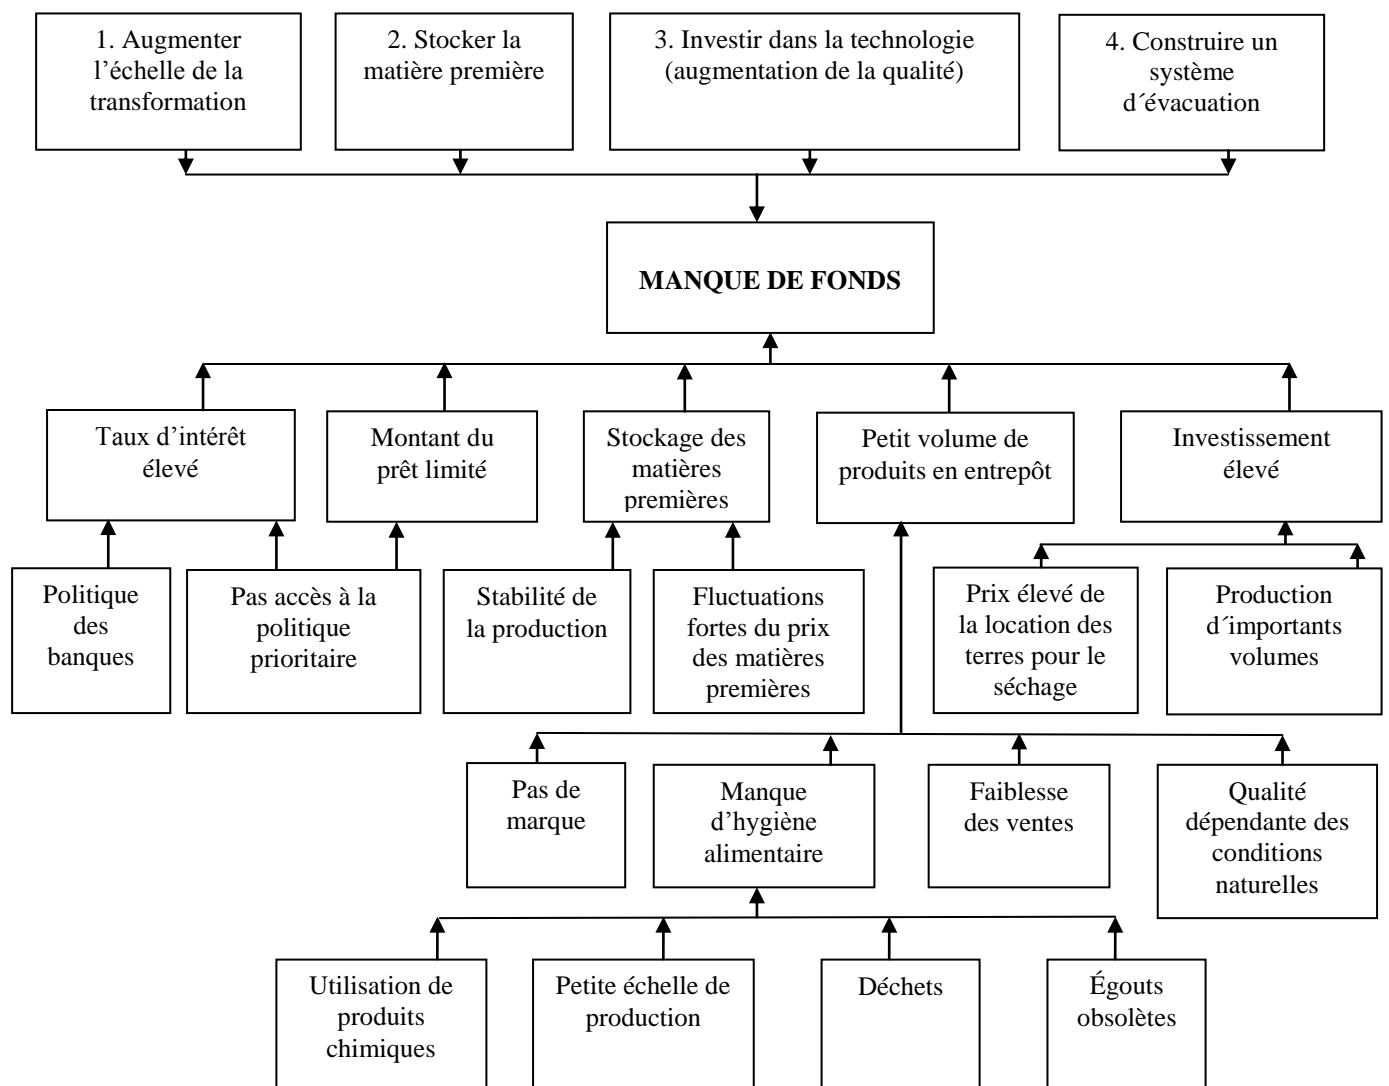 1. Augmenter
l’échelle de la
transformation
2. Stocker la
matière première
3. Investir dans la technologie
(augmentation de la qualité)
4. Construire un
système
d´évacuation
MANQUE DE FONDS
Taux d’intérêt
élevé
Montant du
prêt limité
Stockage des
matières
premières
Petit volume de
produits en entrepôt
Investissement
élevé
Politique
des
banques
Pas accès à la
politique
prioritaire
Stabilité de
la production
Fluctuations
fortes du prix
des matières
premières
Prix élevé de
la location des
terres pour le
séchage
Production
d´importants
volumes
Pas de
marque
Manque
d’hygiène
alimentaire
Faiblesse
des ventes
Qualité
dépendante des
conditions
naturelles
Utilisation de
produits
chimiques
Petite échelle de
production
Déchets
Égouts
obsolètes